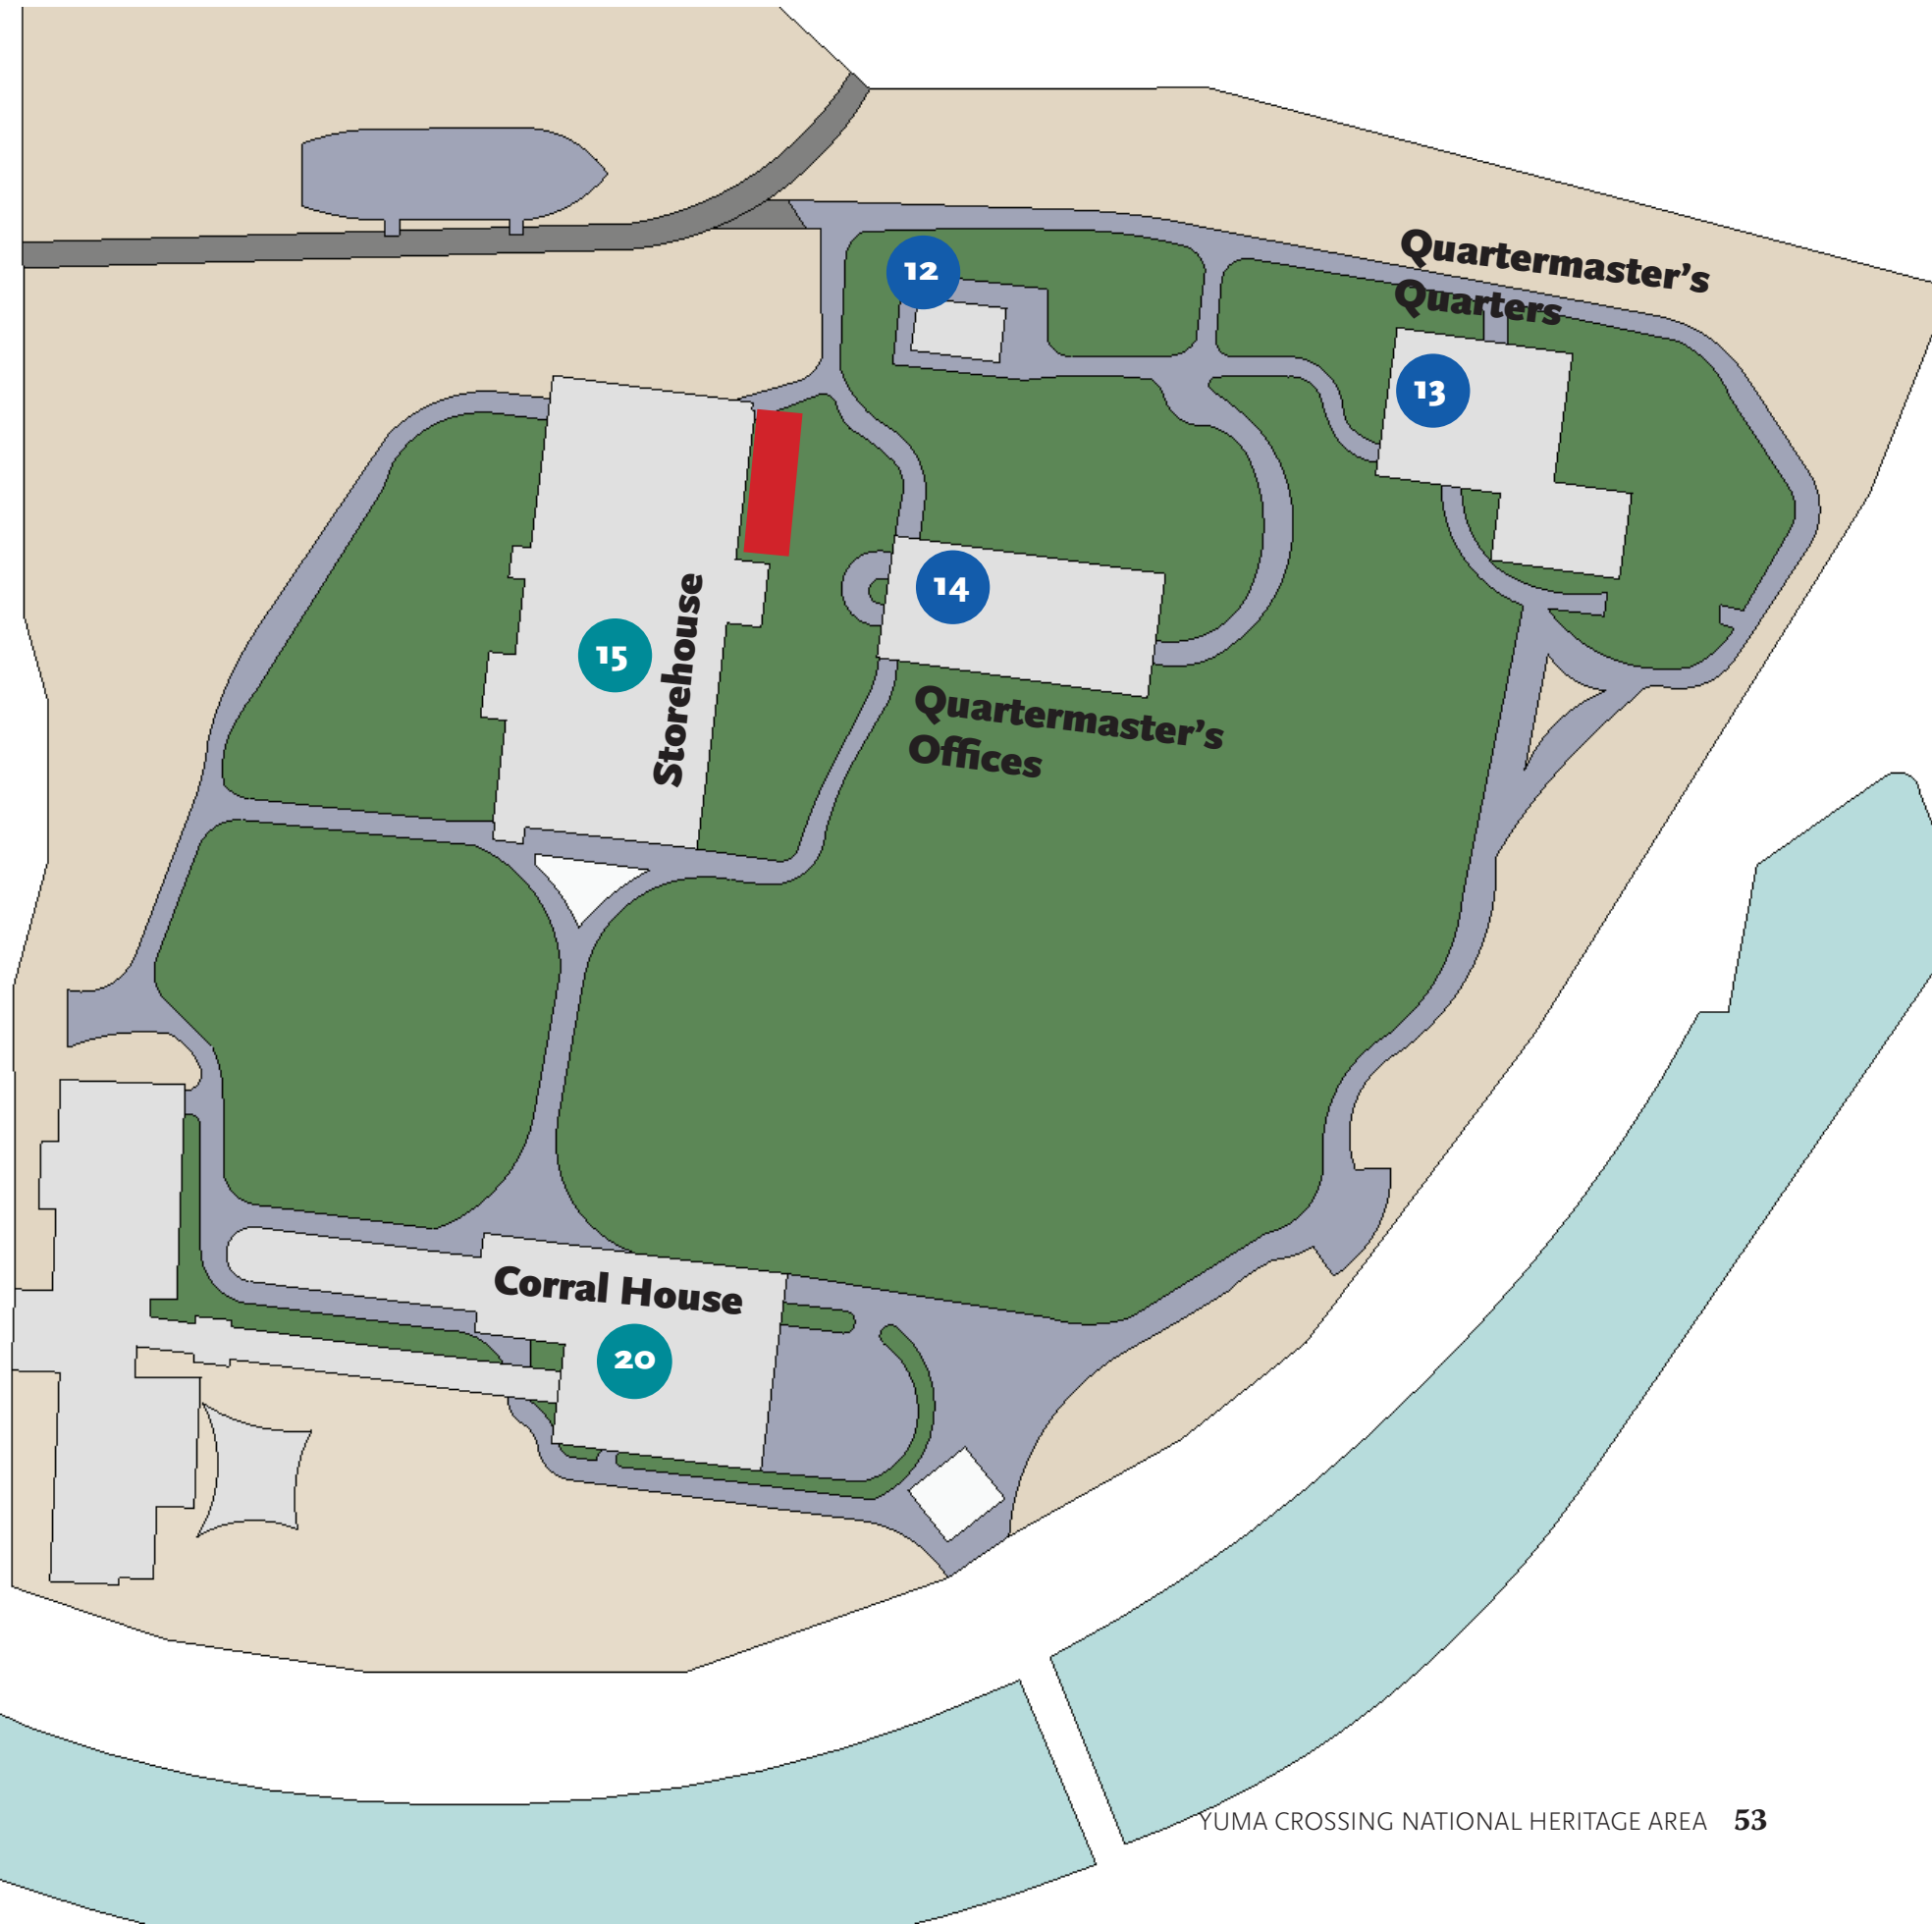 12
Quartermaster's
Quarters
13
14
Quartermaster's
Offices
15
Storehouse
Corral House
20
YUMA CROSSING NATIONAL HERITAGE AREA 53